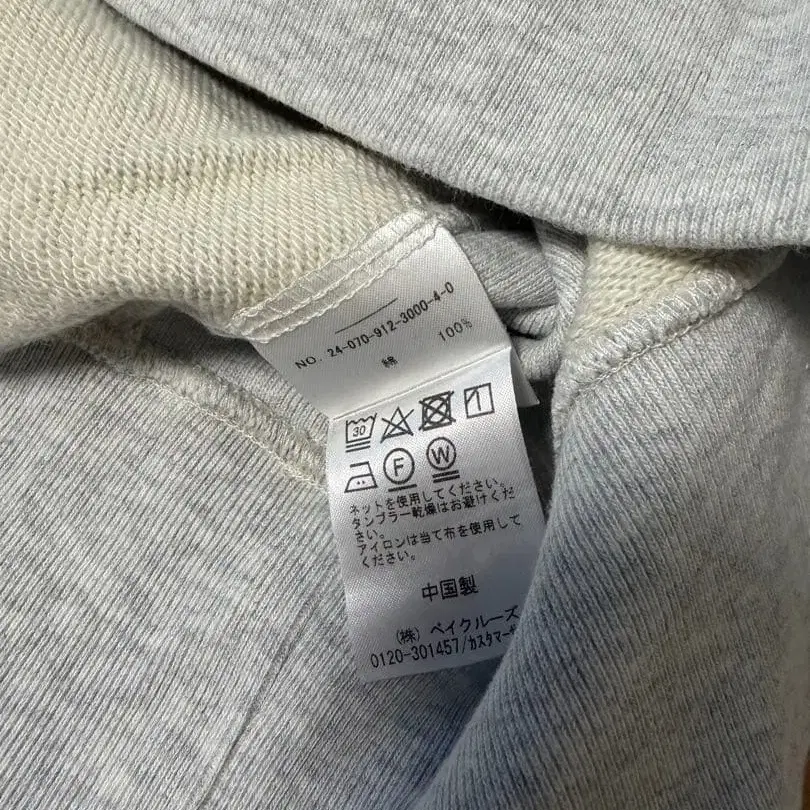 NO. 24-070-912-3000-4-0
綿 100%
30
F W
ネットを使用してください。
タンブラー乾燥はお避けくだ
さい。
アイロンは当て布を使用して
ください。
中国製
(株) ベイクルーズ
0120-301457/カスタマー